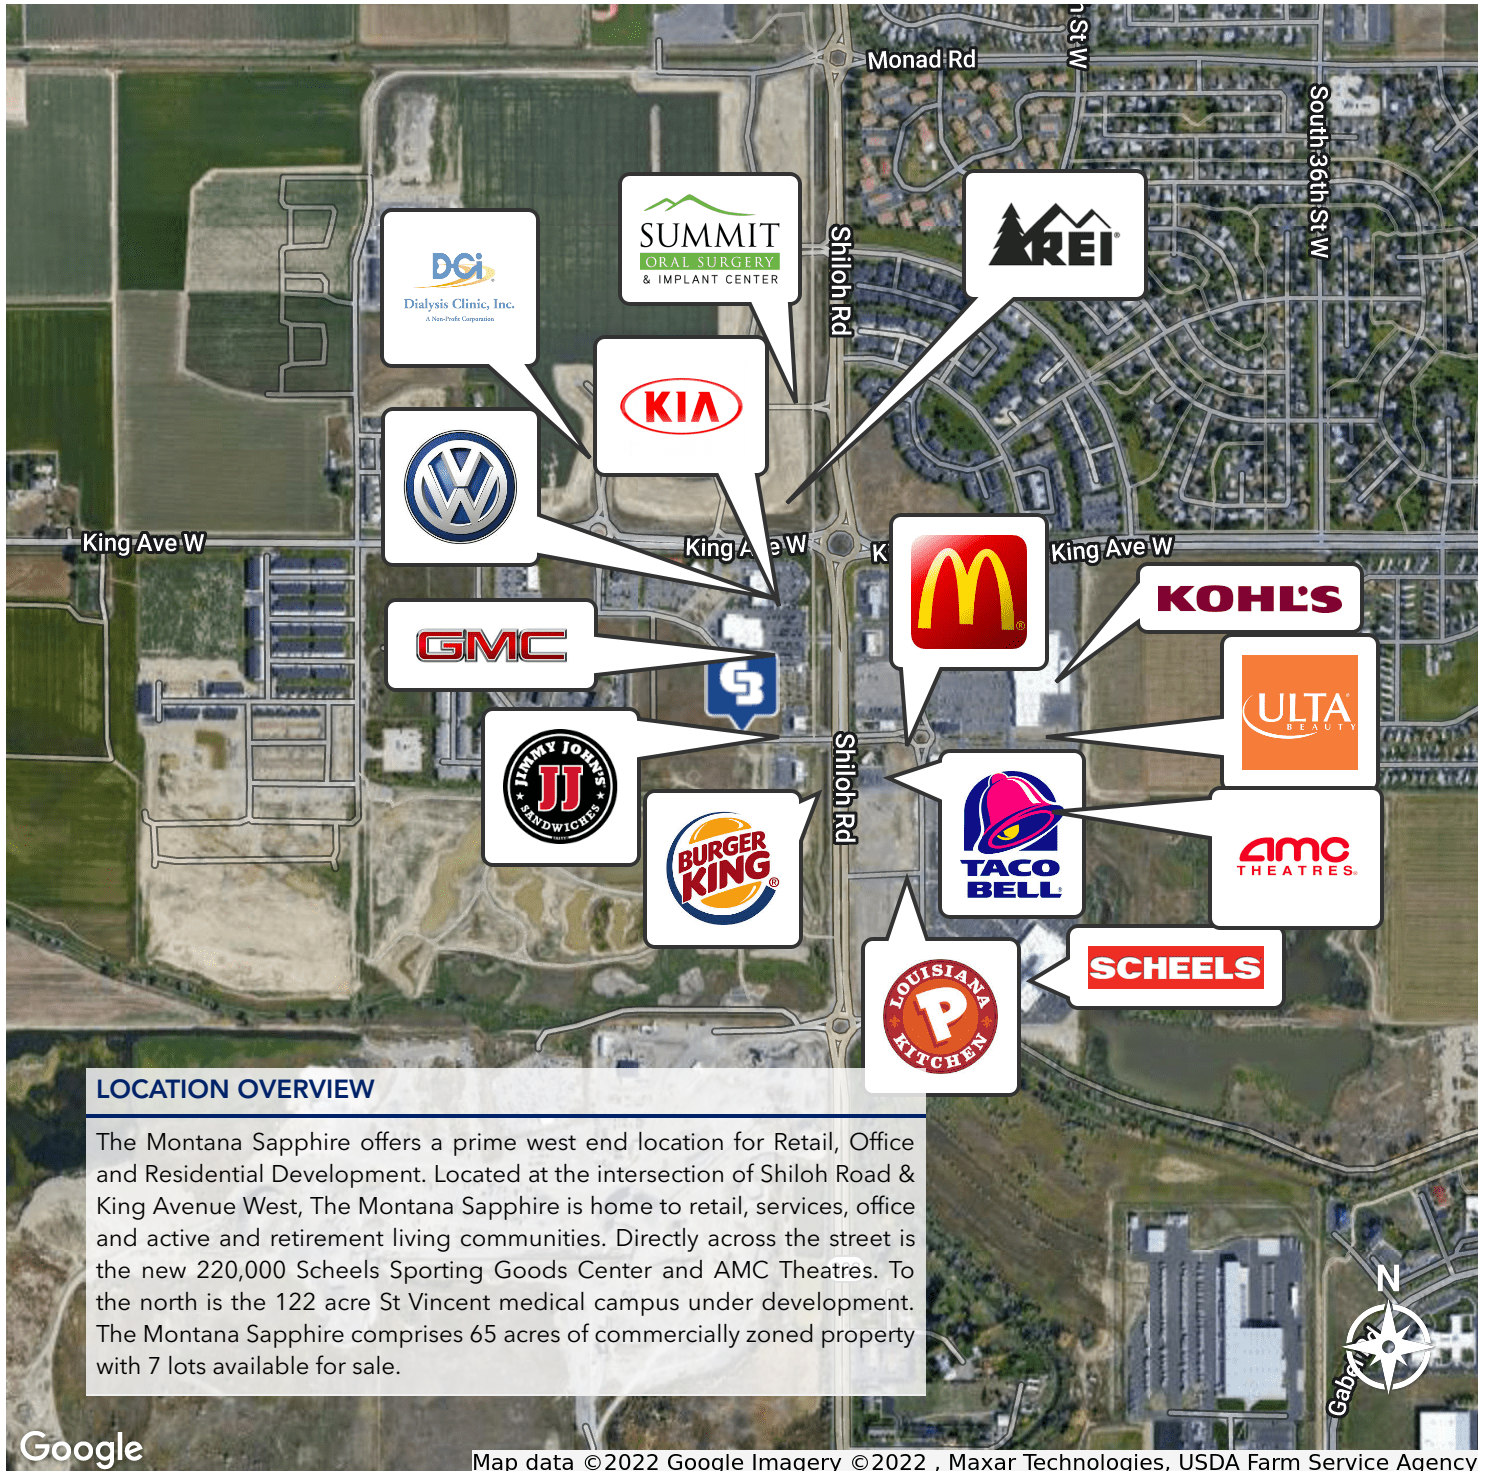 n St W
Monad Rd
South 36th St W
SUMMIT
ORAL SURGERY
& IMPLANT CENTER
REI
DCi
Dialysis Clinic, Inc.
A Non-Profit Corporation
Shiloh Rd
KIA
King Ave W
King Ave W
K
King Ave W
KOHL'S
GMC
ULTA
BEAUTY
JIMMY JOHN'S
JJ
SANDWICHES
Shiloh Rd
TACO
BELL
BURGER
KING
amc
THEATRES
SCHEELS
LOUISIANA
P
KITCHEN
LOCATION OVERVIEW
The Montana Sapphire offers a prime west end location for Retail, Office
and Residential Development. Located at the intersection of Shiloh Road &
King Avenue West, The Montana Sapphire is home to retail, services, office
and active and retirement living communities. Directly across the street is
the new 220,000 Scheels Sporting Goods Center and AMC Theatres. To
the north is the 122 acre St Vincent medical campus under development.
The Montana Sapphire comprises 65 acres of commercially zoned property
with 7 lots available for sale.
N
Google
Map data ©2022 Google Imagery ©2022 , Maxar Technologies, USDA Farm Service Agency